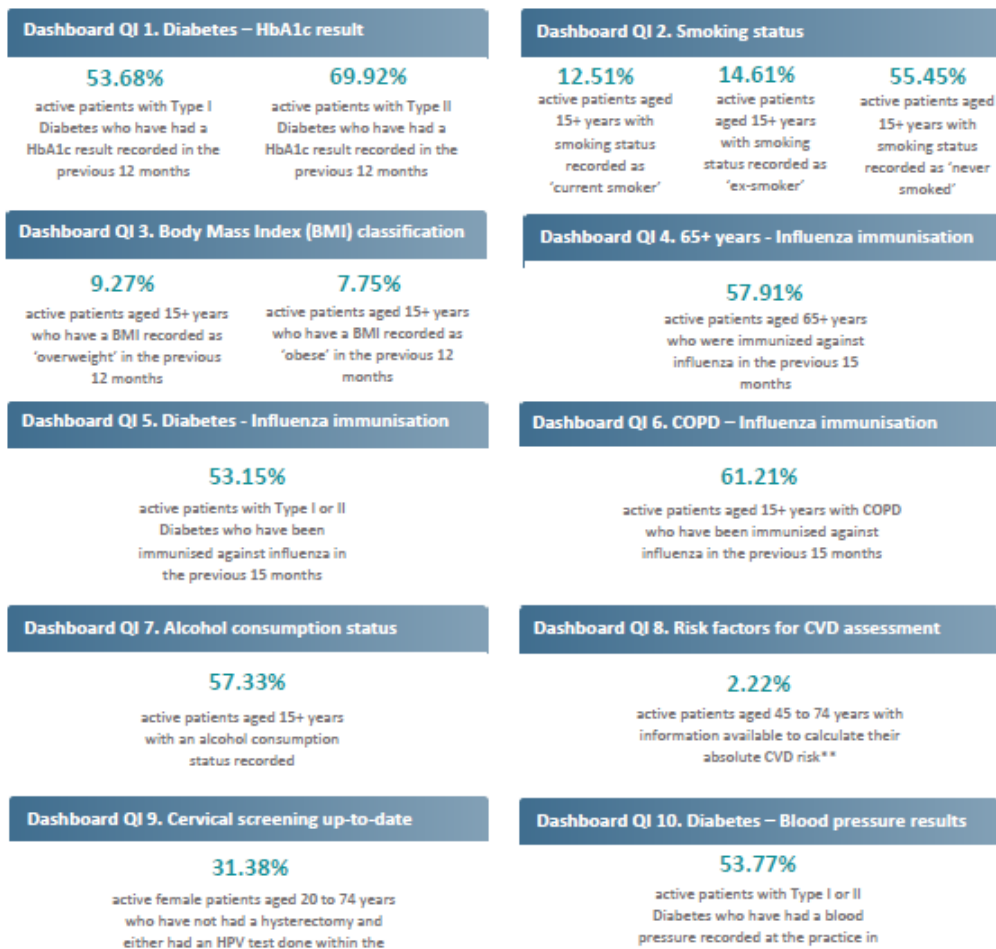 Dashboard QI 1. Diabetes – HbA1c result
53.68%
active patients with Type I
Diabetes who have had a
HbA1c result recorded in the
previous 12 months
69.92%
active patients with Type II
Diabetes who have had a
HbA1c result recorded in the
previous 12 months
Dashboard QI 2. Smoking status
12.51%
active patients aged
15+ years with
smoking status
recorded as
‘current smoker’
14.61%
active patients
aged 15+ years
with smoking
status recorded as
‘ex-smoker’
55.45%
active patients aged
15+ years with
smoking status
recorded as ‘never
smoked’
Dashboard QI 3. Body Mass Index (BMI) classification
9.27%
active patients aged 15+ years
who have a BMI recorded as
‘overweight’ in the previous
12 months
7.75%
active patients aged 15+ years
who have a BMI recorded as
‘obese’ in the previous 12
months
Dashboard QI 4. 65+ years - Influenza immunisation
57.91%
active patients aged 65+ years
who were immunized against
influenza in the previous 15
months
Dashboard QI 5. Diabetes - Influenza immunisation
53.15%
active patients with Type I or II
Diabetes who have been
immunised against influenza in
the previous 15 months
Dashboard QI 6. COPD – Influenza immunisation
61.21%
active patients aged 15+ years with COPD
who have been immunised against
influenza in the previous 15 months
Dashboard QI 7. Alcohol consumption status
57.33%
active patients aged 15+ years
with an alcohol consumption
status recorded
Dashboard QI 8. Risk factors for CVD assessment
2.22%
active patients aged 45 to 74 years with
information available to calculate their
absolute CVD risk**
Dashboard QI 9. Cervical screening up-to-date
31.38%
active female patients aged 20 to 74 years
who have not had a hysterectomy and
either had an HPV test done within the
Dashboard QI 10. Diabetes – Blood pressure results
53.77%
active patients with Type I or II
Diabetes who have had a blood
pressure recorded at the practice in